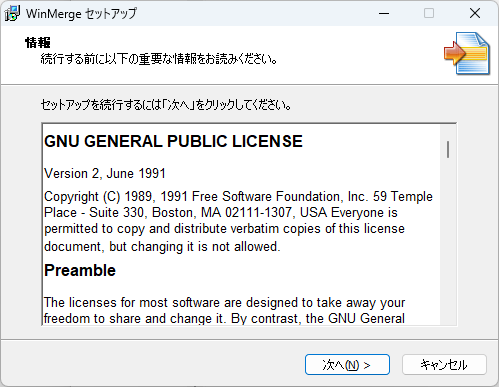 WinMerge セットアップ
情報
続行する前に以下の重要な情報をお読みください。
セットアップを続行するには「次へ」をクリックしてください。
GNU GENERAL PUBLIC LICENSE
Version 2, June 1991
Copyright (C) 1989, 1991 Free Software Foundation, Inc. 59 Temple
Place - Suite 330, Boston, MA 02111-1307, USA Everyone is
permitted to copy and distribute verbatim copies of this license
document, but changing it is not allowed.
Preamble
The licenses for most software are designed to take away your
freedom to share and change it. By contrast, the GNU General
次へ(N) >
キャンセル